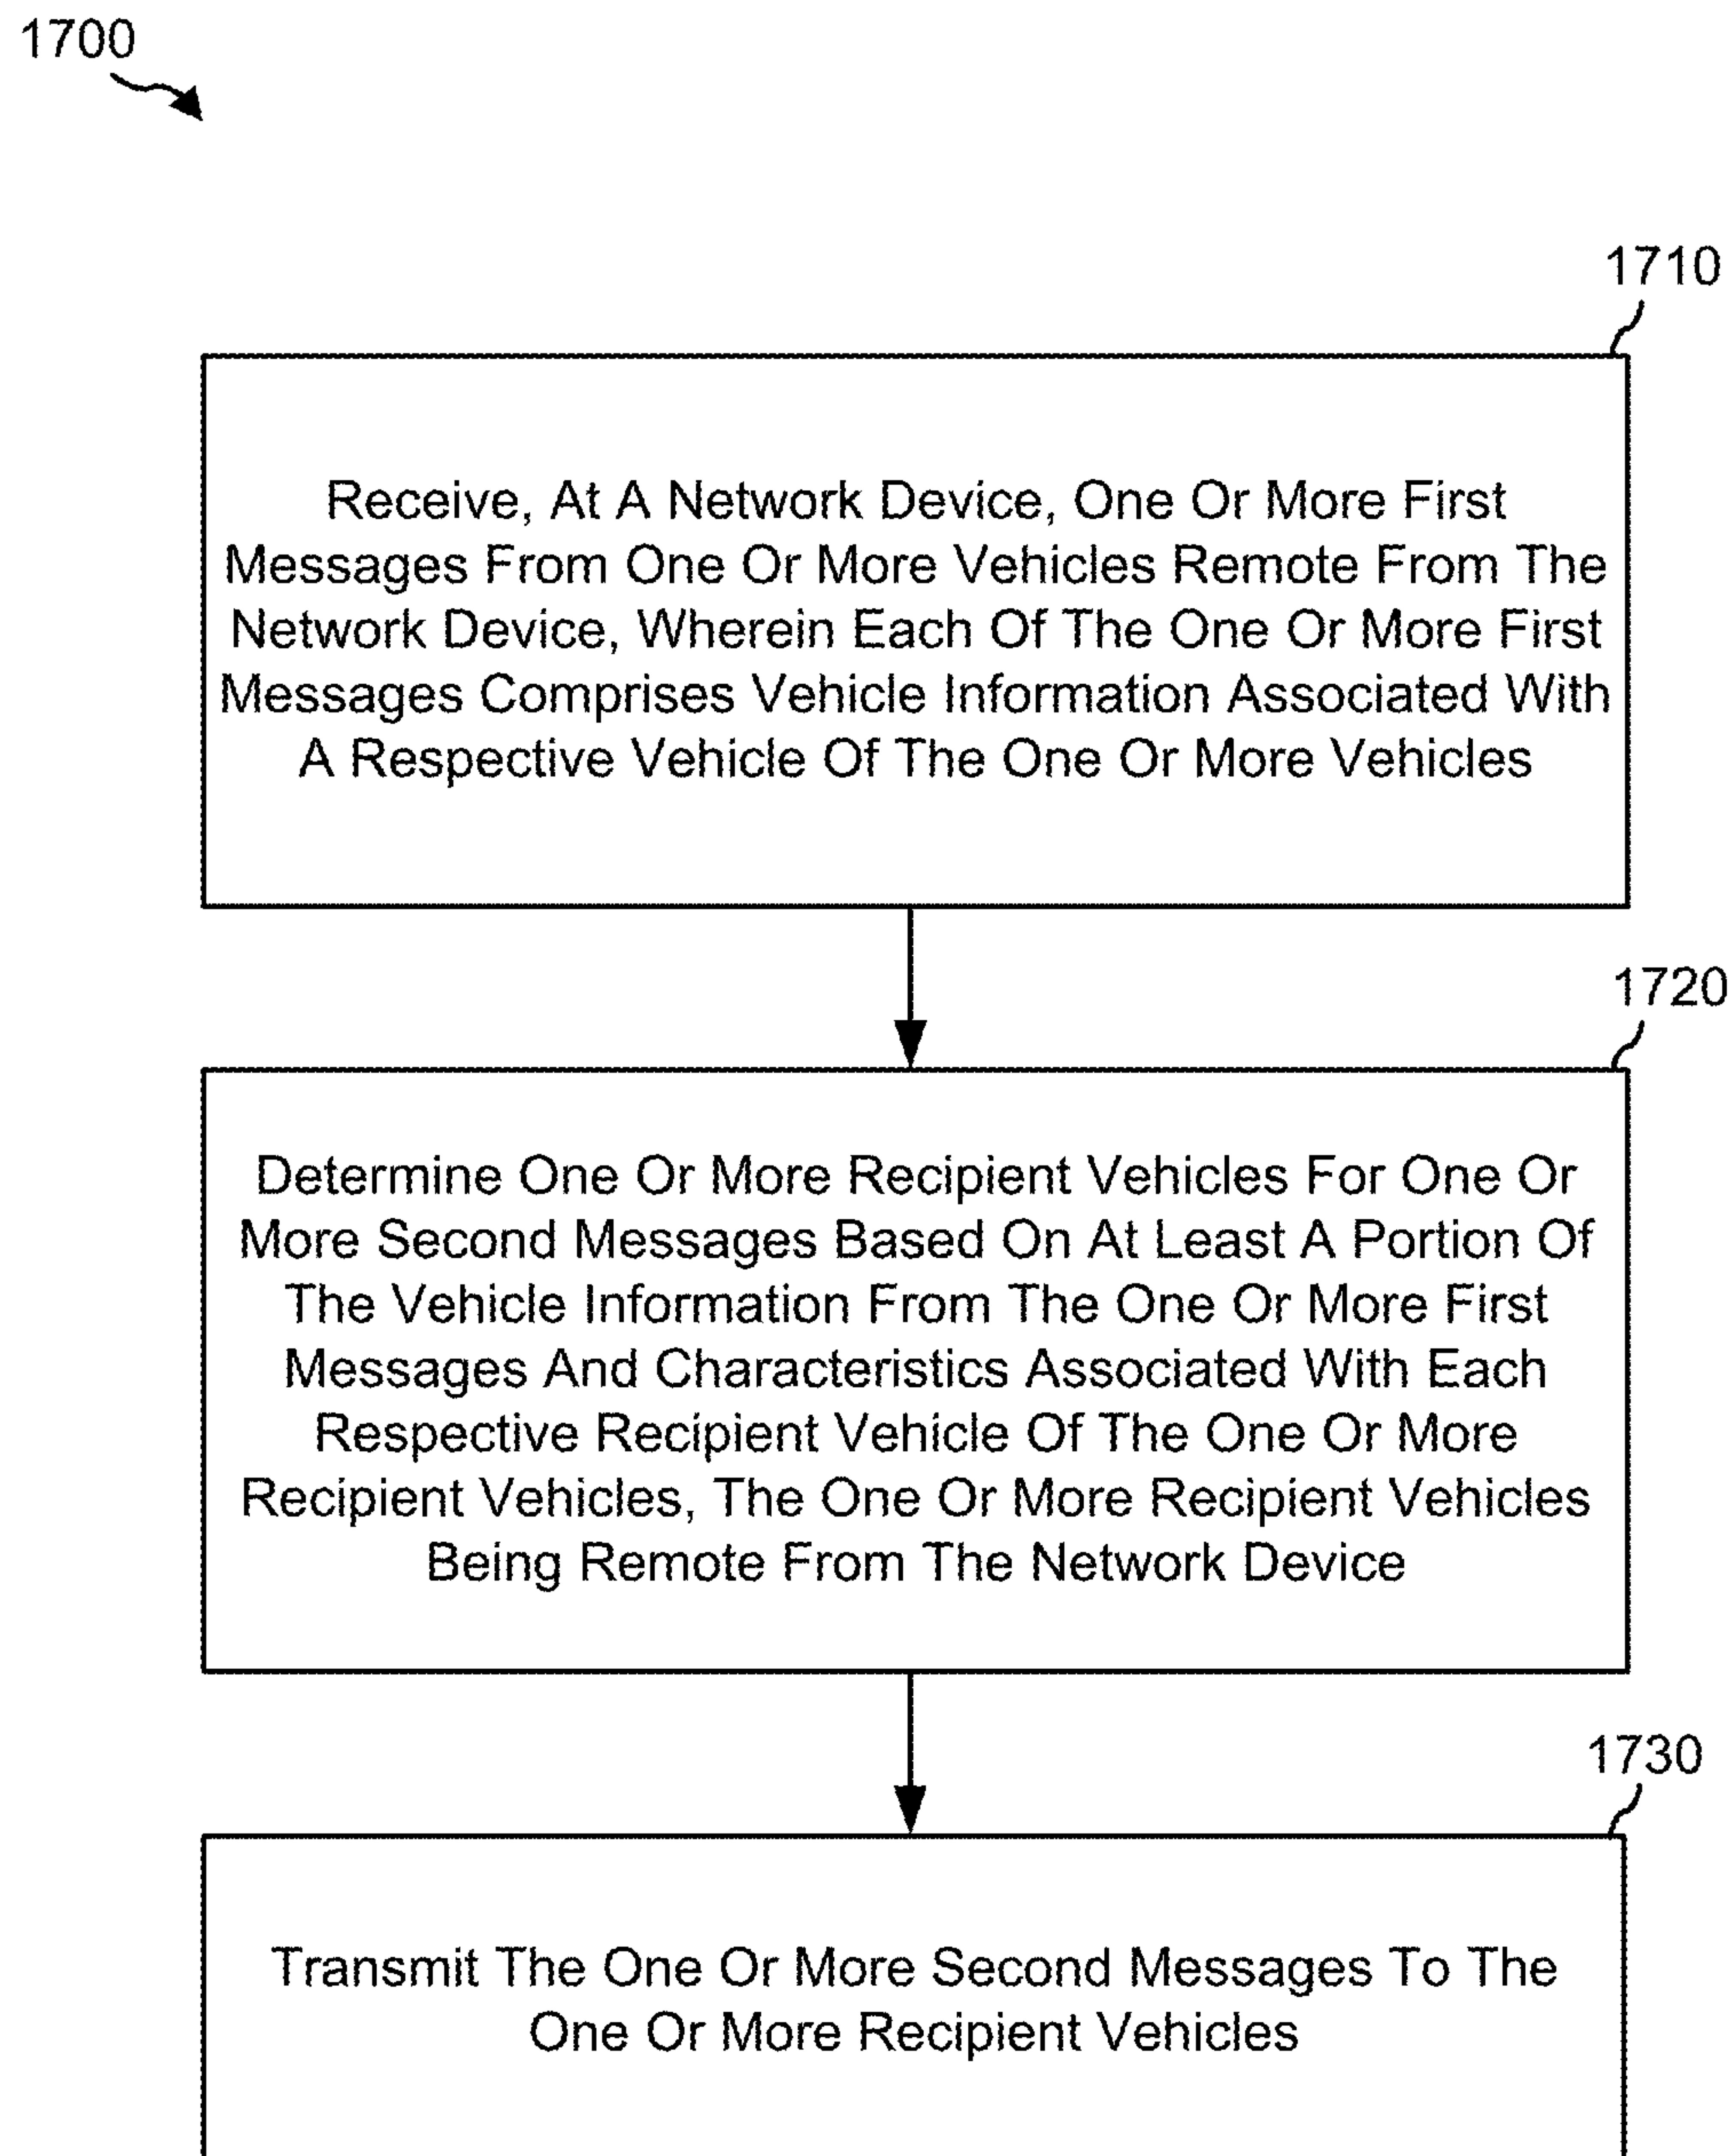 1700
1710
Receive, At A Network Device, One Or More First
Messages From One Or More Vehicles Remote From The
Network Device, Wherein Each Of The One Or More First
Messages Comprises Vehicle Information Associated With
A Respective Vehicle Of The One Or More Vehicles
1720
Determine One Or More Recipient Vehicles For One Or
More Second Messages Based On At Least A Portion Of
The Vehicle Information From The One Or More First
Messages And Characteristics Associated With Each
Respective Recipient Vehicle Of The One Or More
Recipient Vehicles, The One Or More Recipient Vehicles
Being Remote From The Network Device
1730
Transmit The One Or More Second Messages To The
One Or More Recipient Vehicles